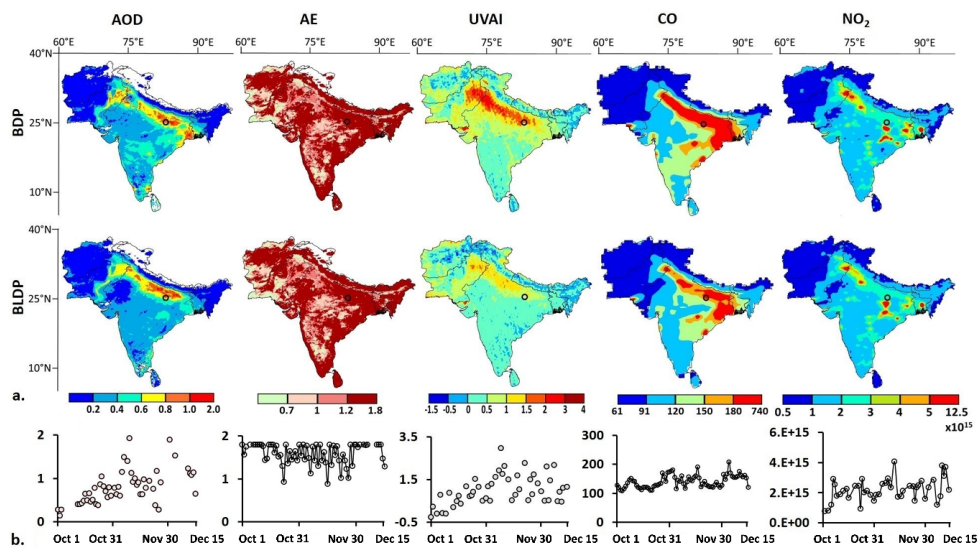 AOD AE UVAI CO NO₂
60°E 75°E 90°E 60°E 75°E 90°E 60°E 75°E 90°E 60°E 75°E 90°E 60°E 75°E 90°E
40°N
BDP
25°N
10°N
40°N
BLDP
25°N
10°N
a.
0.2 0.4 0.6 0.8 1.0 2.0 0.7 1 1.2 1.8 -1.5 -0.5 0 0.5 1 1.5 2 3 4 61 91 120 150 180 740 0.5 1 2 3 4 5 12.5
x10¹⁵
2 2 3.5 300 6.E+15
200 4.E+15
1 1 1.5
100 2.E+15
0 0 -0.5 0 0.E+00
b. Oct 1 Oct 31 Nov 30 Dec 15 Oct 1 Oct 31 Nov 30 Dec 15 Oct 1 Oct 31 Nov 30 Dec 15 Oct 1 Oct 31 Nov 30 Dec 15 Oct 1 Oct 31 Nov 30 Dec 15